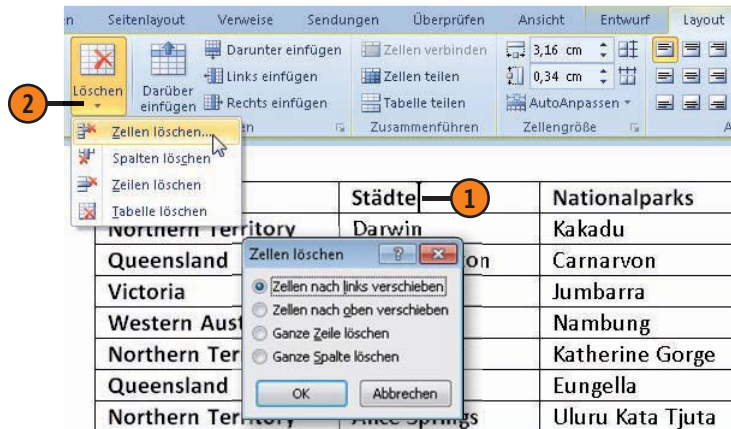 Seitenlayout Verweise Sendungen Überprüfen Ansicht Entwurf Layout
Löschen
Darüber einfügen
Darunter einfügen
Links einfügen
Rechts einfügen
Zellen verbinden
Zellen teilen
Tabelle teilen
Zusammenführen
3,16 cm
0,34 cm
AutoAnpassen
Zellengröße
2
Zellen löschen...
Spalten löschen
Zeilen löschen
Tabelle löschen
Städte 1 Nationalparks
Northern Territory Darwin Kakadu
Queensland Carnarvon
Victoria Jumbarra
Western Nambung
Northern Katherine Gorge
Queensland Eungella
Northern Territory Alice Springs Uluru Kata Tjuta
Zellen löschen
Zellen nach links verschieben
Zellen nach oben verschieben
Ganze Zeile löschen
Ganze Spalte löschen
OK Abbrechen